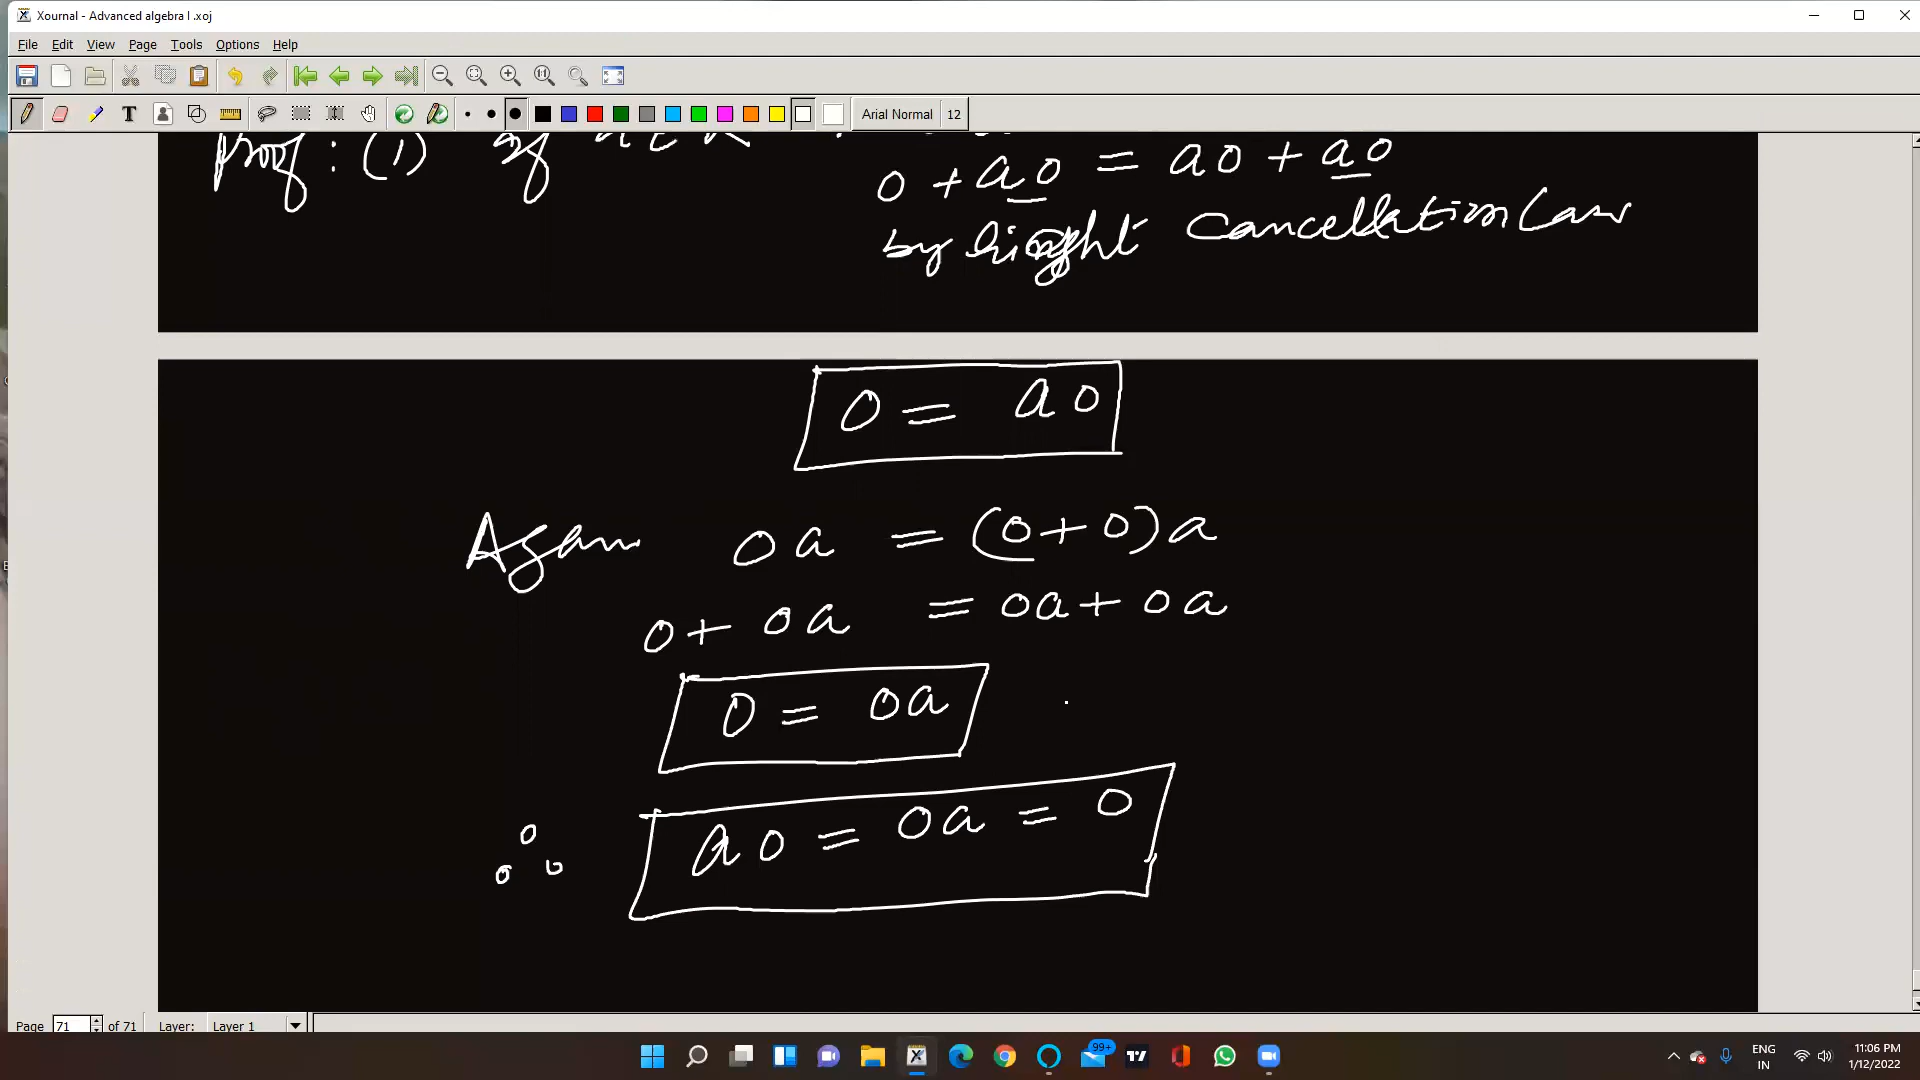 Xournal - Advanced algebra I .xoj
File Edit View Page Tools Options Help
Arial Normal 12
Proof : (1) If
0 + a0 = a0 + a0
by right Cancellation Law
0 = a0
Again 0a = (0+0)a
0+ 0a = 0a + 0a
0 = 0a
∴ a0 = 0a = 0
Page 71 of 71 Layer: Layer 1
99+
ENG
IN
11:06 PM
1/12/2022